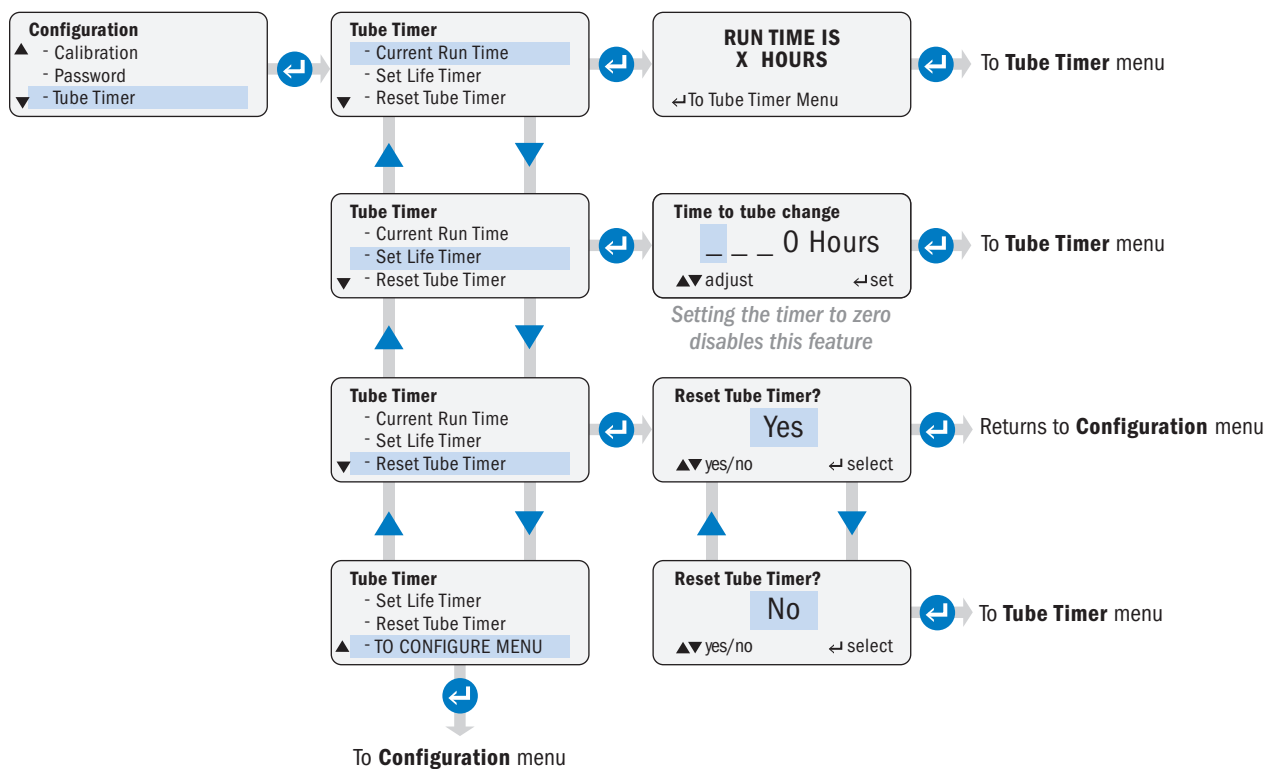 Configuration
- Calibration
- Password
- Tube Timer
Tube Timer
- Current Run Time
- Set Life Timer
- Reset Tube Timer
RUN TIME IS
X HOURS
↵To Tube Timer Menu
To Tube Timer menu
Tube Timer
- Current Run Time
- Set Life Timer
- Reset Tube Timer
Time to tube change
_ _ _ 0 Hours
▲▼ adjust ↵set
Setting the timer to zero
disables this feature
To Tube Timer menu
Tube Timer
- Current Run Time
- Set Life Timer
- Reset Tube Timer
Reset Tube Timer?
Yes
▲▼ yes/no ↵ select
Returns to Configuration menu
Tube Timer
- Set Life Timer
- Reset Tube Timer
- TO CONFIGURE MENU
Reset Tube Timer?
No
▲▼ yes/no ↵ select
To Tube Timer menu
To Configuration menu